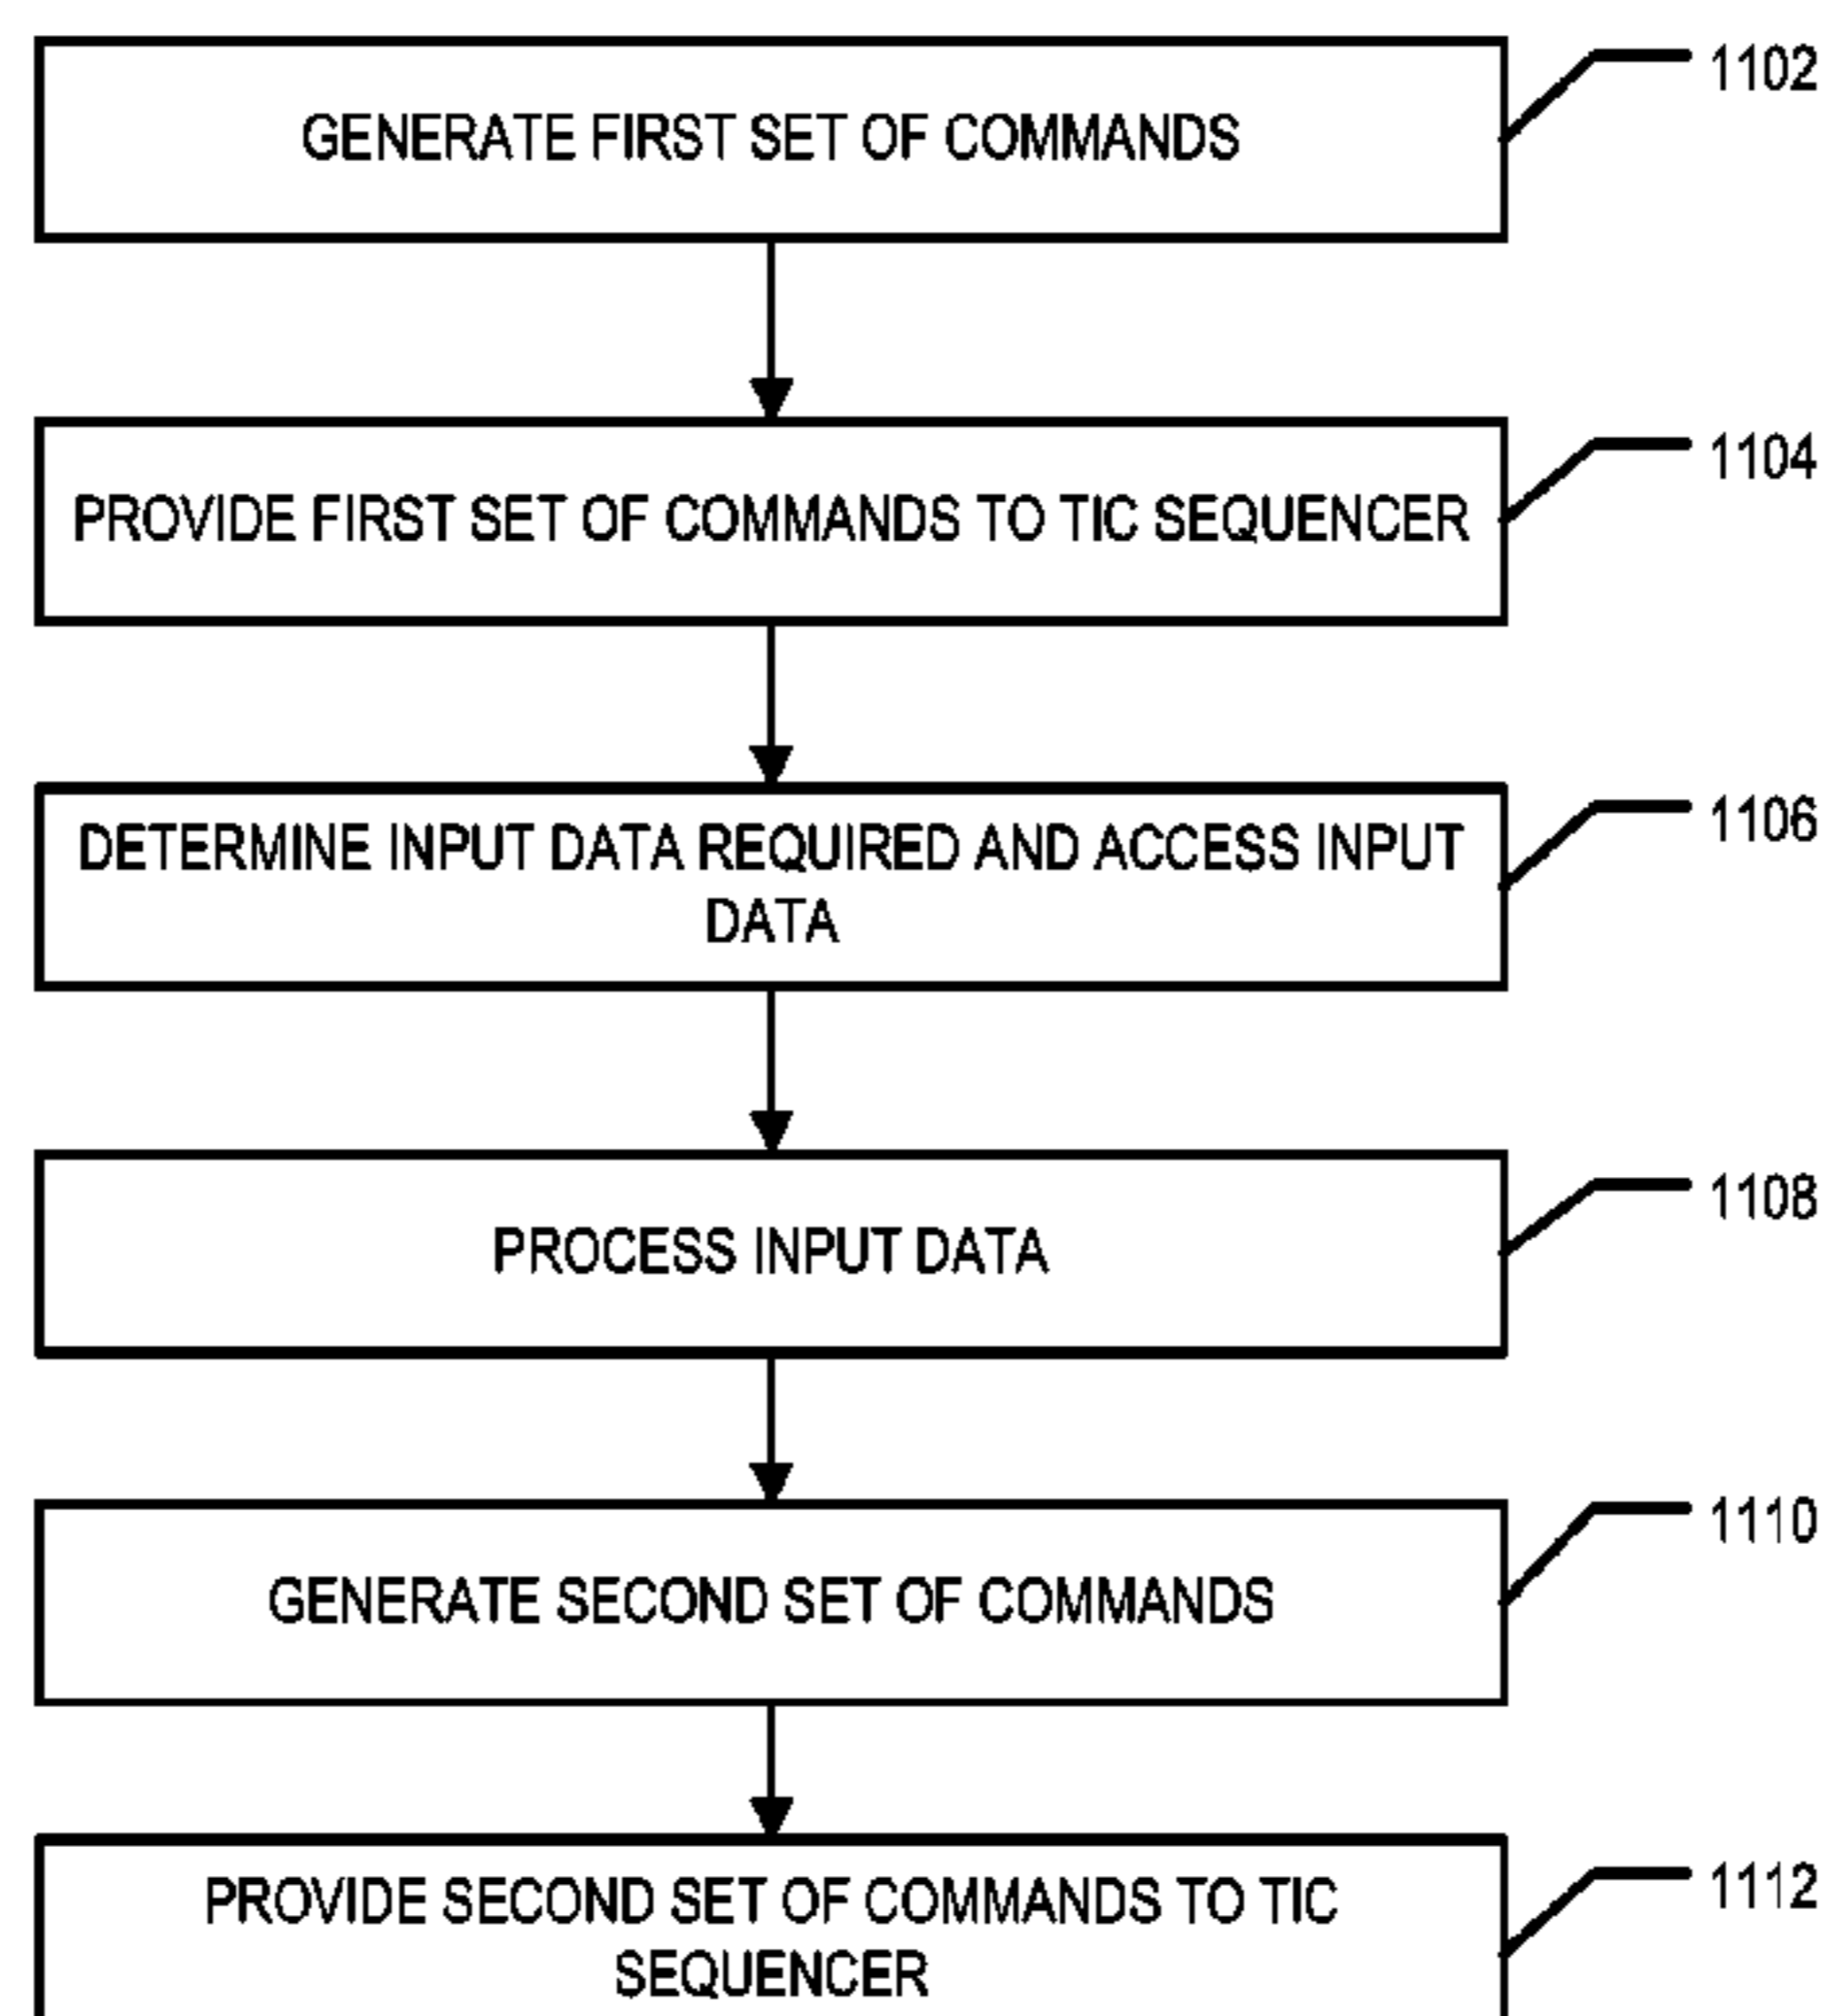 GENERATE FIRST SET OF COMMANDS
1102
PROVIDE FIRST SET OF COMMANDS TO TIC SEQUENCER
1104
DETERMINE INPUT DATA REQUIRED AND ACCESS INPUT
DATA
1106
PROCESS INPUT DATA
1108
GENERATE SECOND SET OF COMMANDS
1110
PROVIDE SECOND SET OF COMMANDS TO TIC
SEQUENCER
1112